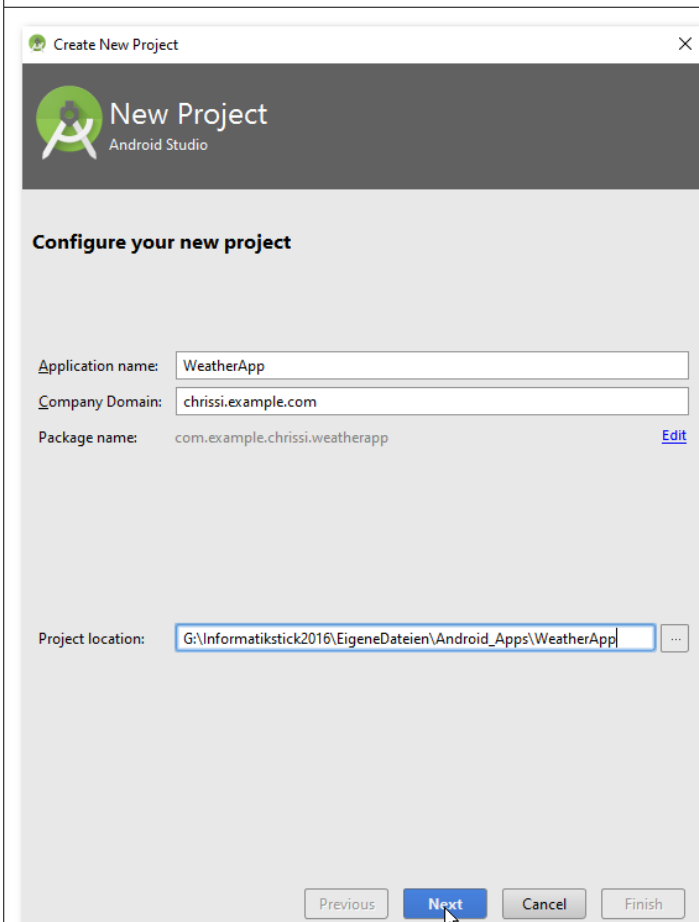 Create New Project
New Project
Android Studio
Configure your new project
Application name: WeatherApp
Company Domain: chrissi.example.com
Package name: com.example.chrissi.weatherapp Edit
Project location: G:\Informatikstick2016\EigeneDateien\Android_Apps\WeatherApp ...
Previous Next Cancel Finish